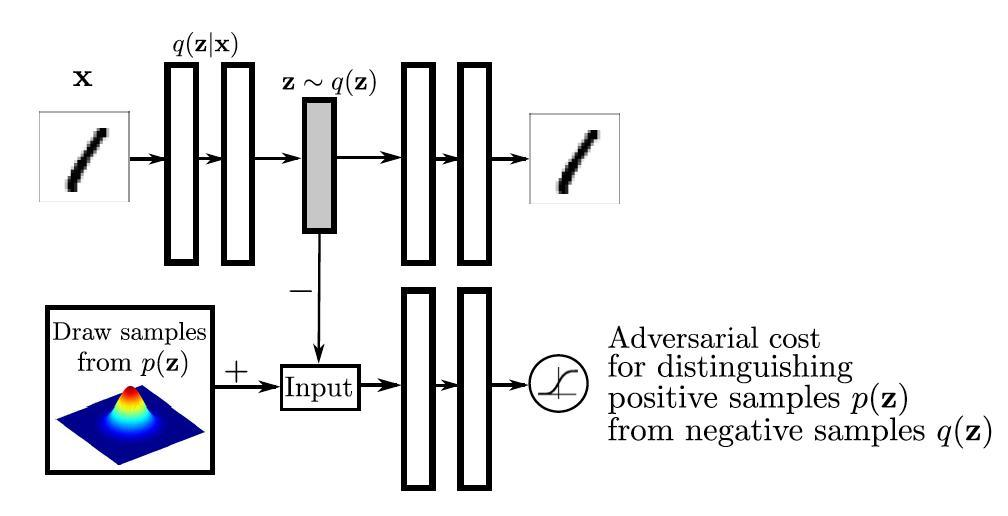 q(z|x)
x
z ∼ q(z)
−
Draw samples
from p(z)
+
Input
Adversarial cost
for distinguishing
positive samples p(z)
from negative samples q(z)